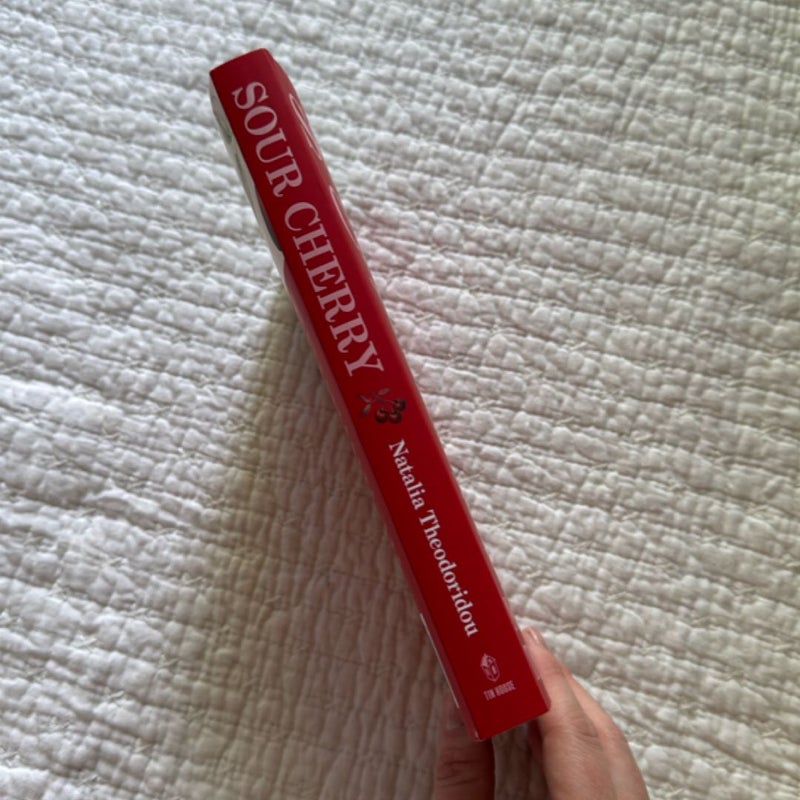 SOUR CHERRY
Natalia Theodoridou
TIN HOUSE